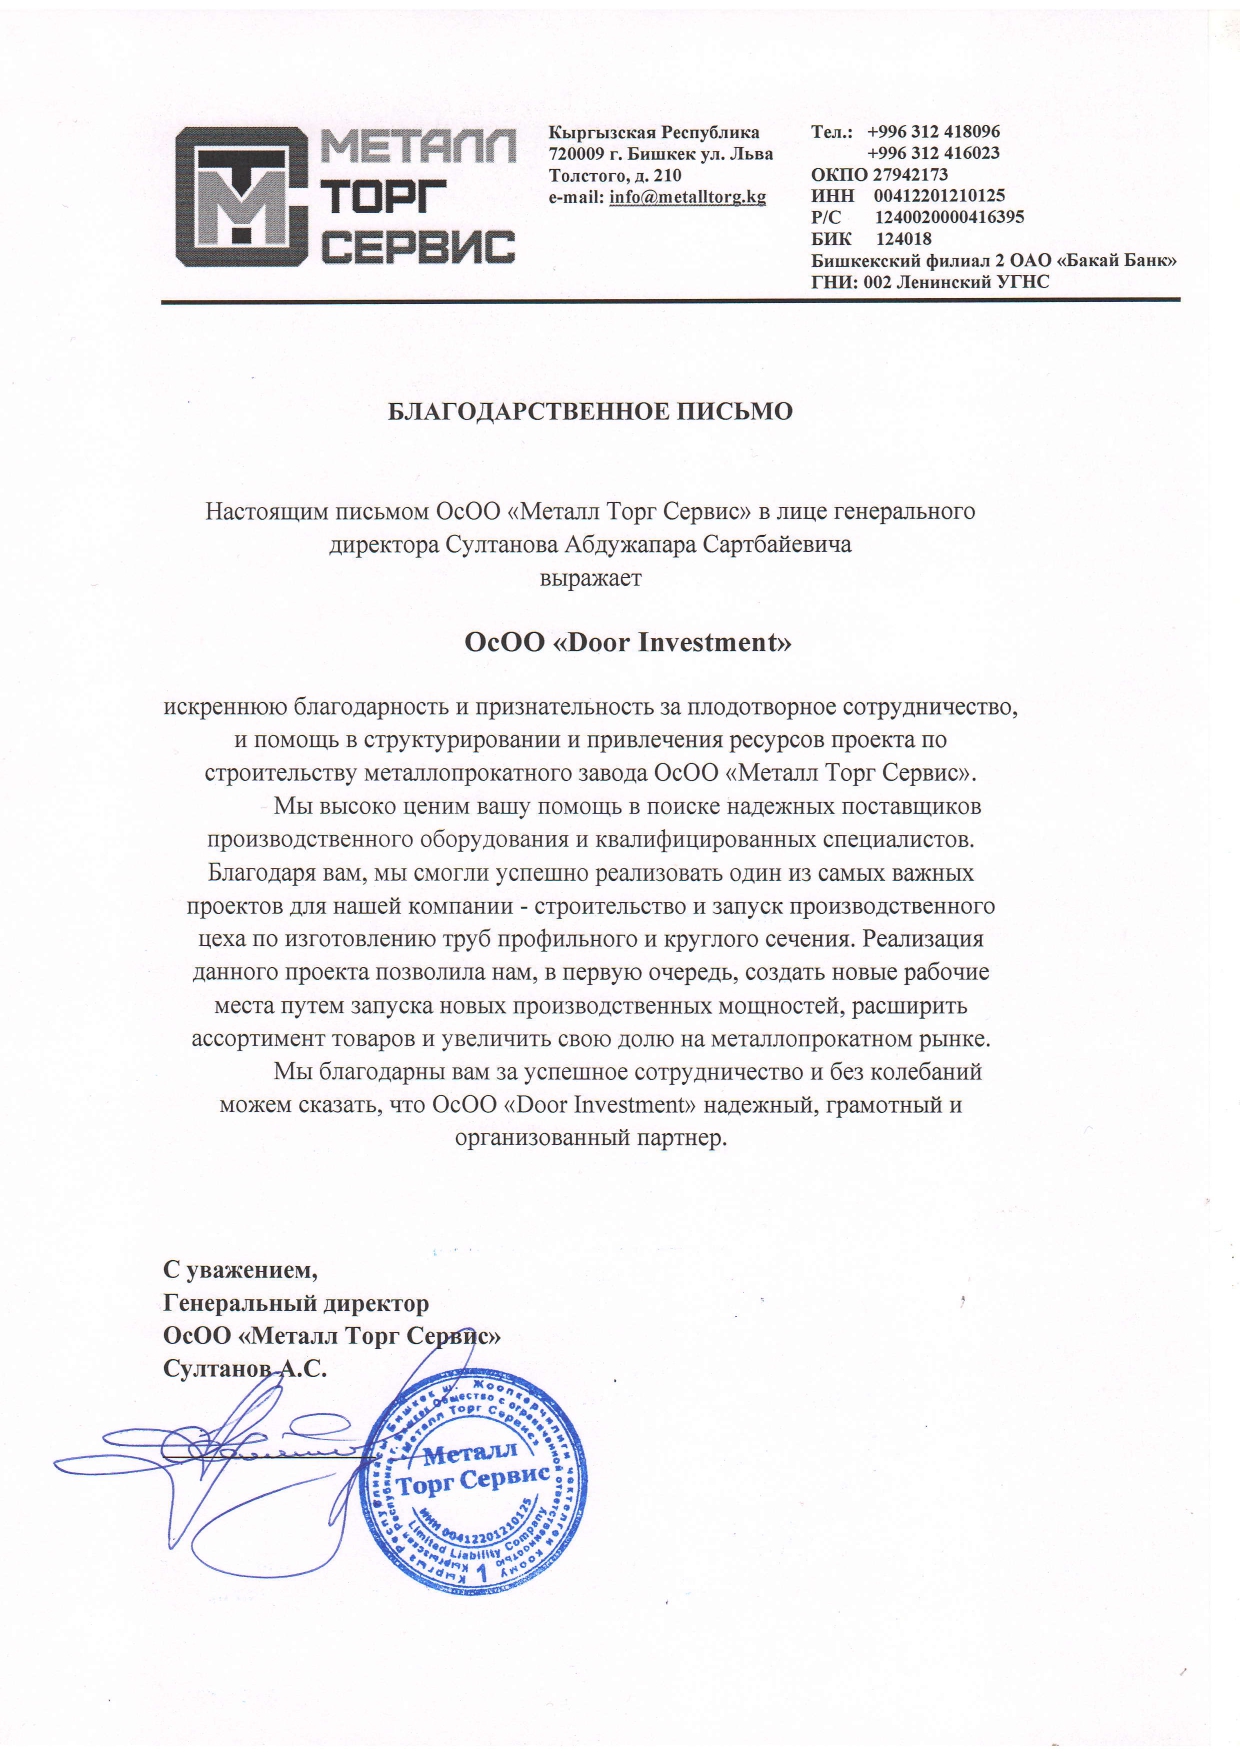 МЕТАЛЛ
ТОРГ
СЕРВИС
Кыргызская Республика
720009 г. Бишкек ул. Льва
Толстого, д. 210
e-mail: info@metalltorg.kg
Тел.: +996 312 418096
+996 312 416023
ОКПО 27942173
ИНН 00412201210125
Р/С 1240020000416395
БИК 124018
Бишкекский филиал 2 ОАО «Бакай Банк»
ГНИ: 002 Ленинский УГНС
БЛАГОДАРСТВЕННОЕ ПИСЬМО
Настоящим письмом ОсОО «Металл Торг Сервис» в лице генерального
директора Султанова Абдужапара Сартбайевича
выражает
ОсОО «Door Investment»
искреннюю благодарность и признательность за плодотворное сотрудничество,
и помощь в структурировании и привлечения ресурсов проекта по
строительству металлопрокатного завода ОсОО «Металл Торг Сервис».
Мы высоко ценим вашу помощь в поиске надежных поставщиков
производственного оборудования и квалифицированных специалистов.
Благодаря вам, мы смогли успешно реализовать один из самых важных
проектов для нашей компании - строительство и запуск производственного
цеха по изготовлению труб профильного и круглого сечения. Реализация
данного проекта позволила нам, в первую очередь, создать новые рабочие
места путем запуска новых производственных мощностей, расширить
ассортимент товаров и увеличить свою долю на металлопрокатном рынке.
Мы благодарны вам за успешное сотрудничество и без колебаний
можем сказать, что ОсОО «Door Investment» надежный, грамотный и
организованный партнер.
С уважением,
Генеральный директор
ОсОО «Металл Торг Сервис»
Султанов А.С.
Кыргыз Республикасы Бишкек ш. Жоопкерчилиги чектелген коому
Кыргызская Республика г. Бишкек Общество с ограниченной ответственностью
«Металл Торг Сервис»
Металл
Торг Сервис
ИНН 00412201210125
Limited Liability Company
1